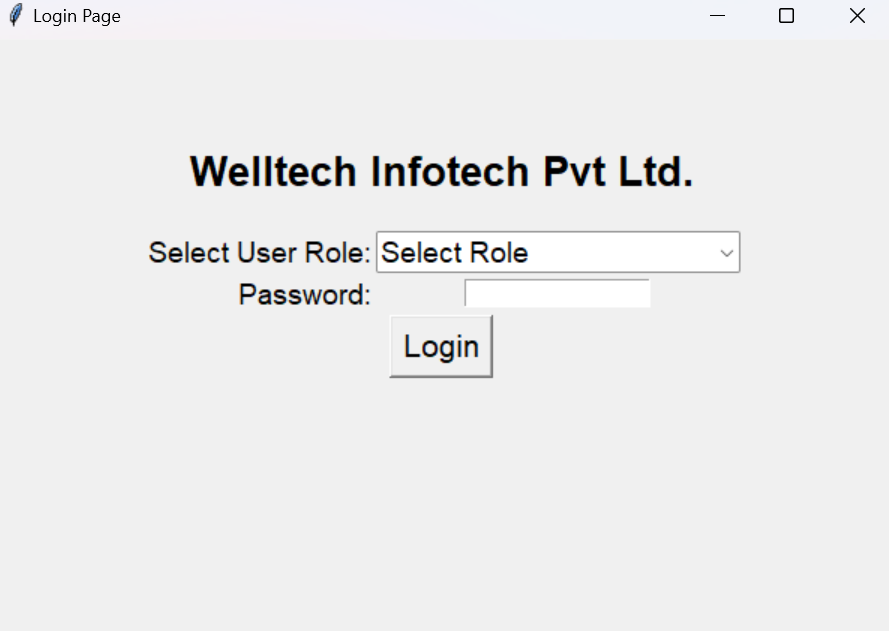 Login Page
Welltech Infotech Pvt Ltd.
Select User Role: Select Role
Password:
Login